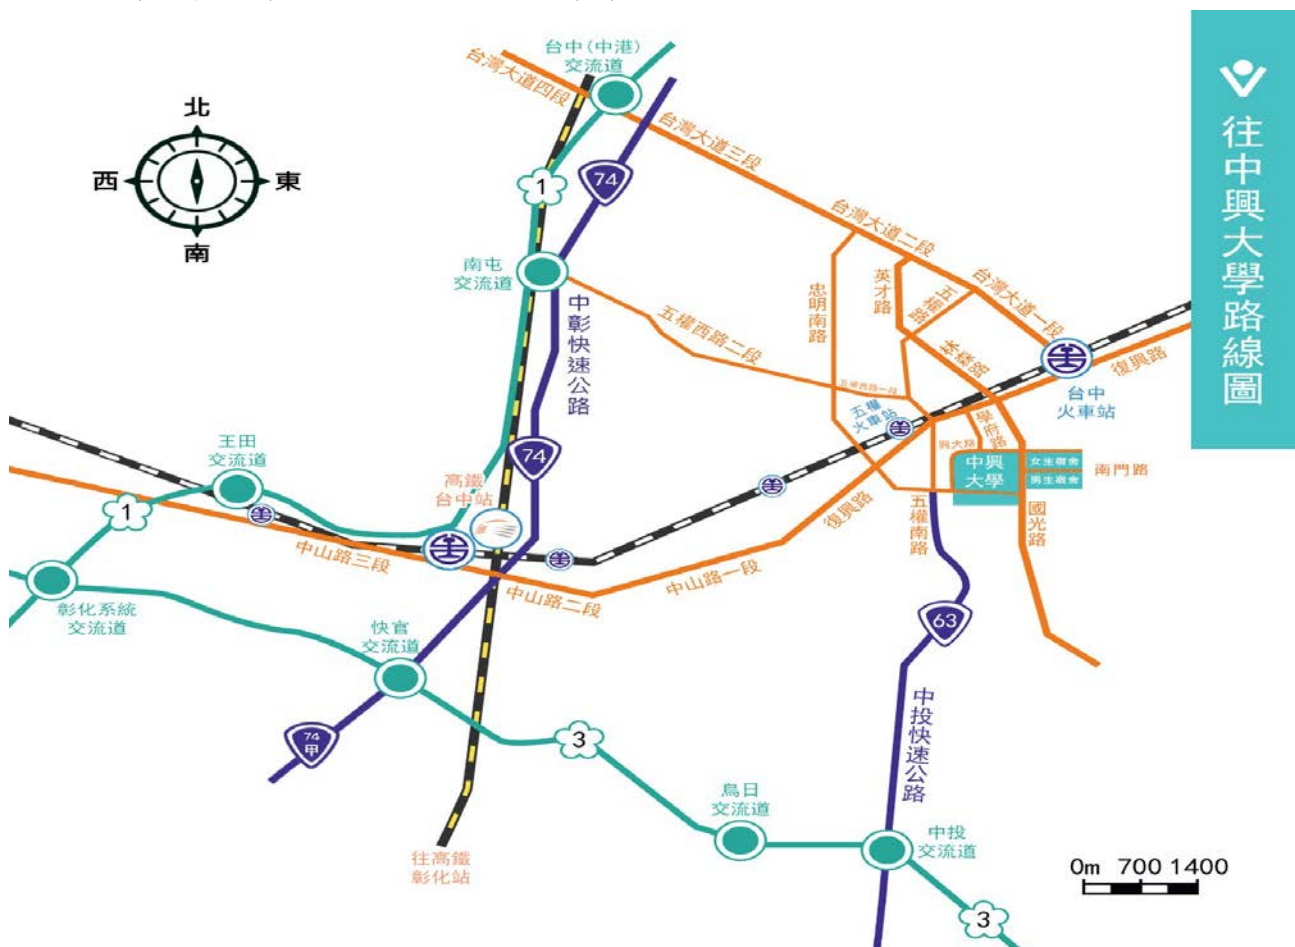 台中(中港)
交流道
台灣大道四段
台灣大道三段
台灣大道二段
台灣大道一段
北
西
東
南
1
74
南屯
交流道
中彰快速公路
五權西路二段
五權西路一段
忠明南路
英才路
五權路
林森路
復興路
台中
火車站
五權
火車站
學府路
興大路
中興
大學
女生宿舍
男生宿舍
南門路
國光路
五權南路
復興路
王田
交流道
高鐵
台中站
74
1
中山路三段
中山路二段
中山路一段
彰化系統
交流道
快官
交流道
63
中投快速公路
74
甲
3
烏日
交流道
中投
交流道
往高鐵
彰化站
3
0m 700 1400
往中興大學路線圖